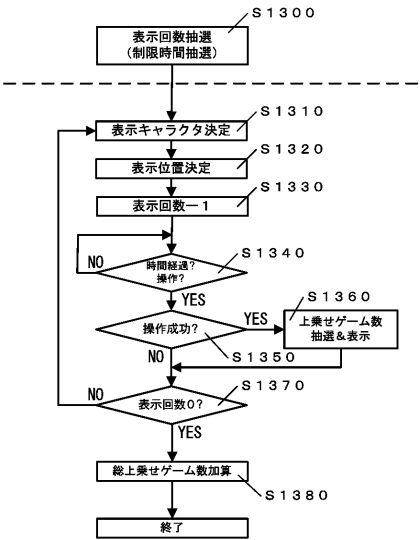 S1300
表示回数抽選
(制限時間抽選)
S1310
表示キャラクタ決定
S1320
表示位置決定
S1330
表示回数－1
S1340
時間経過?
操作?
NO
YES
S1360
上乗せゲーム数
抽選&表示
操作成功?
YES
S1350
NO
S1370
表示回数0?
NO
YES
総上乗せゲーム数加算
S1380
終了